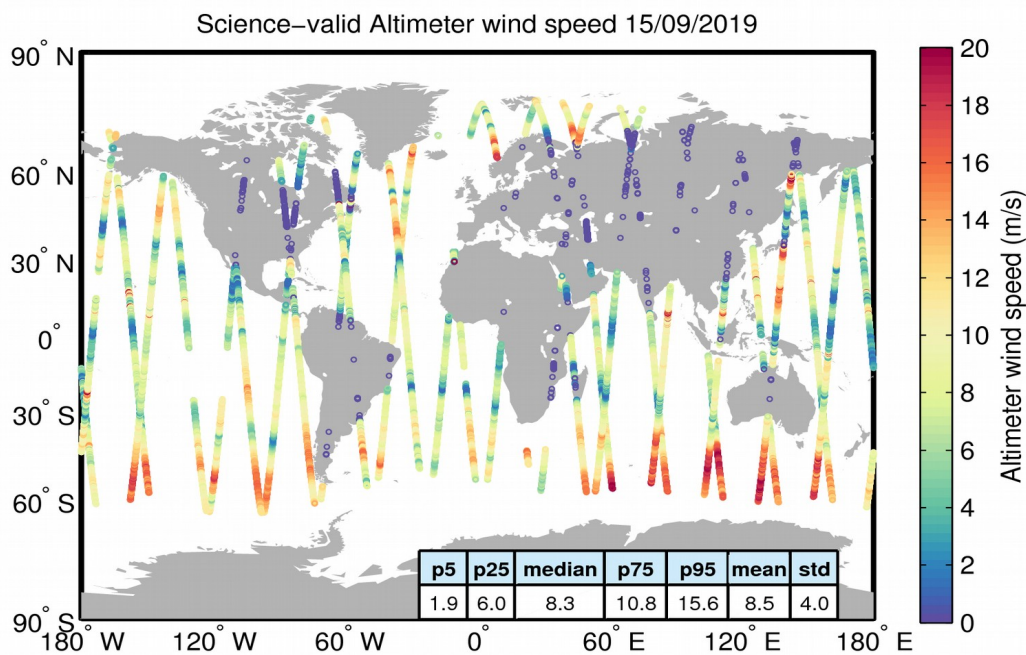 Science−valid Altimeter wind speed 15/09/2019
90° N
60° N
30° N
0°
30° S
60° S
90° S
180° W
120° W
60° W
0°
60° E
120° E
180° E
p5 p25 median p75 p95 mean std
1.9 6.0 8.3 10.8 15.6 8.5 4.0
20
18
16
14
12
10
8
6
4
2
0
Altimeter wind speed (m/s)